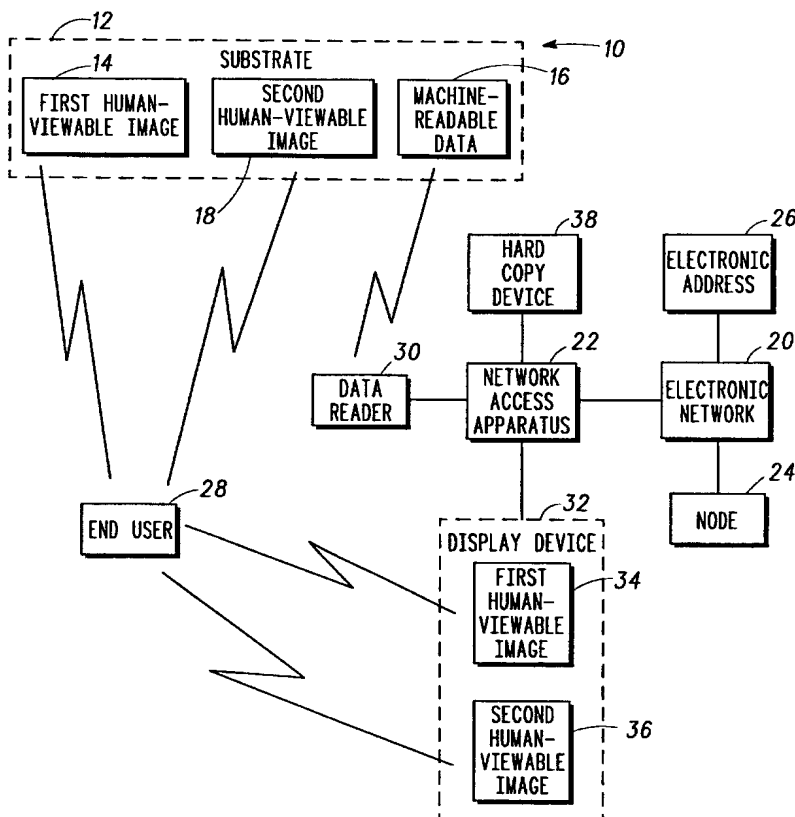 12
10
SUBSTRATE
14
16
FIRST HUMAN-
VIEWABLE IMAGE
SECOND
HUMAN-VIEWABLE
IMAGE
MACHINE-
READABLE
DATA
18
38
26
HARD
COPY
DEVICE
ELECTRONIC
ADDRESS
30
22
20
DATA
READER
NETWORK
ACCESS
APPARATUS
ELECTRONIC
NETWORK
28
24
END USER
NODE
32
DISPLAY DEVICE
FIRST
HUMAN-
VIEWABLE
IMAGE
34
SECOND
HUMAN-
VIEWABLE
IMAGE
36